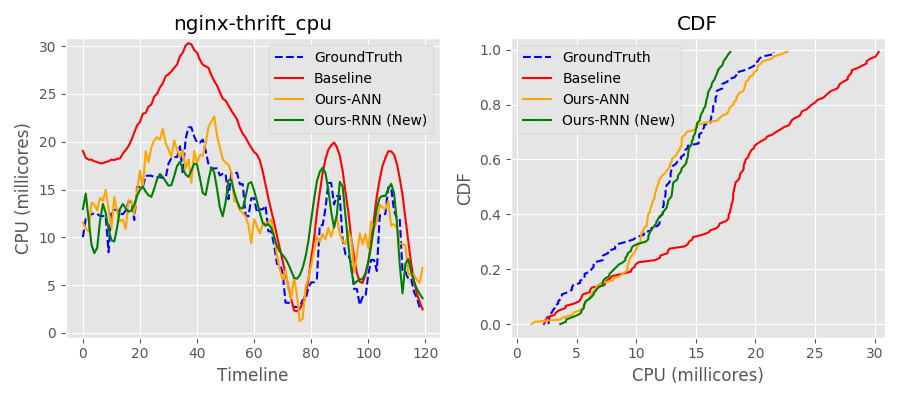 nginx-thrift_cpu
CPU (millicores)
30
25
20
15
10
5
0
0 20 40 60 80 100 120
Timeline
GroundTruth
Baseline
Ours-ANN
Ours-RNN (New)
CDF
CDF
1.0
0.8
0.6
0.4
0.2
0.0
0 5 10 15 20 25 30
CPU (millicores)
GroundTruth
Baseline
Ours-ANN
Ours-RNN (New)